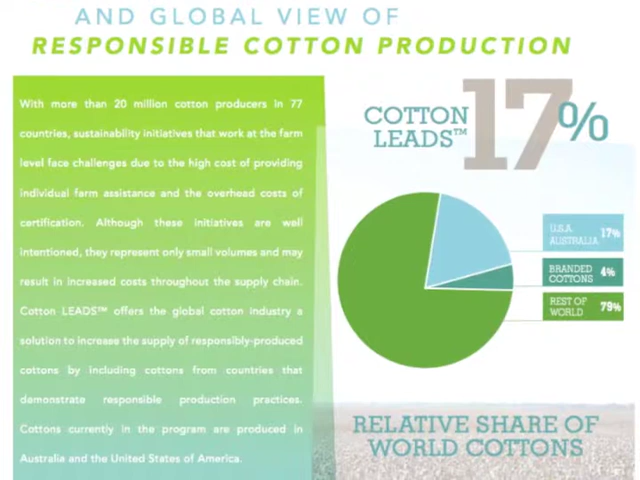 AND GLOBAL VIEW OF
RESPONSIBLE COTTON PRODUCTION
With more than 20 million cotton producers in 77
countries, sustainability initiatives that work at the farm
level face challenges due to the high cost of providing
individual farm assistance and the overhead costs of
certification. Although these initiatives are well
intentioned, they represent only small volumes and may
result in increased costs throughout the supply chain.
Cotton LEADS™ offers the global cotton industry a
solution to increase the supply of responsibly-produced
cottons by including cottons from countries that
demonstrate responsible production practices.
Cottons currently in the program are produced in
Australia and the United States of America.
COTTON
LEADS™
17%
U.S.A.
AUSTRALIA 17%
BRANDED
COTTONS 4%
REST OF
WORLD 79%
RELATIVE SHARE OF
WORLD COTTONS